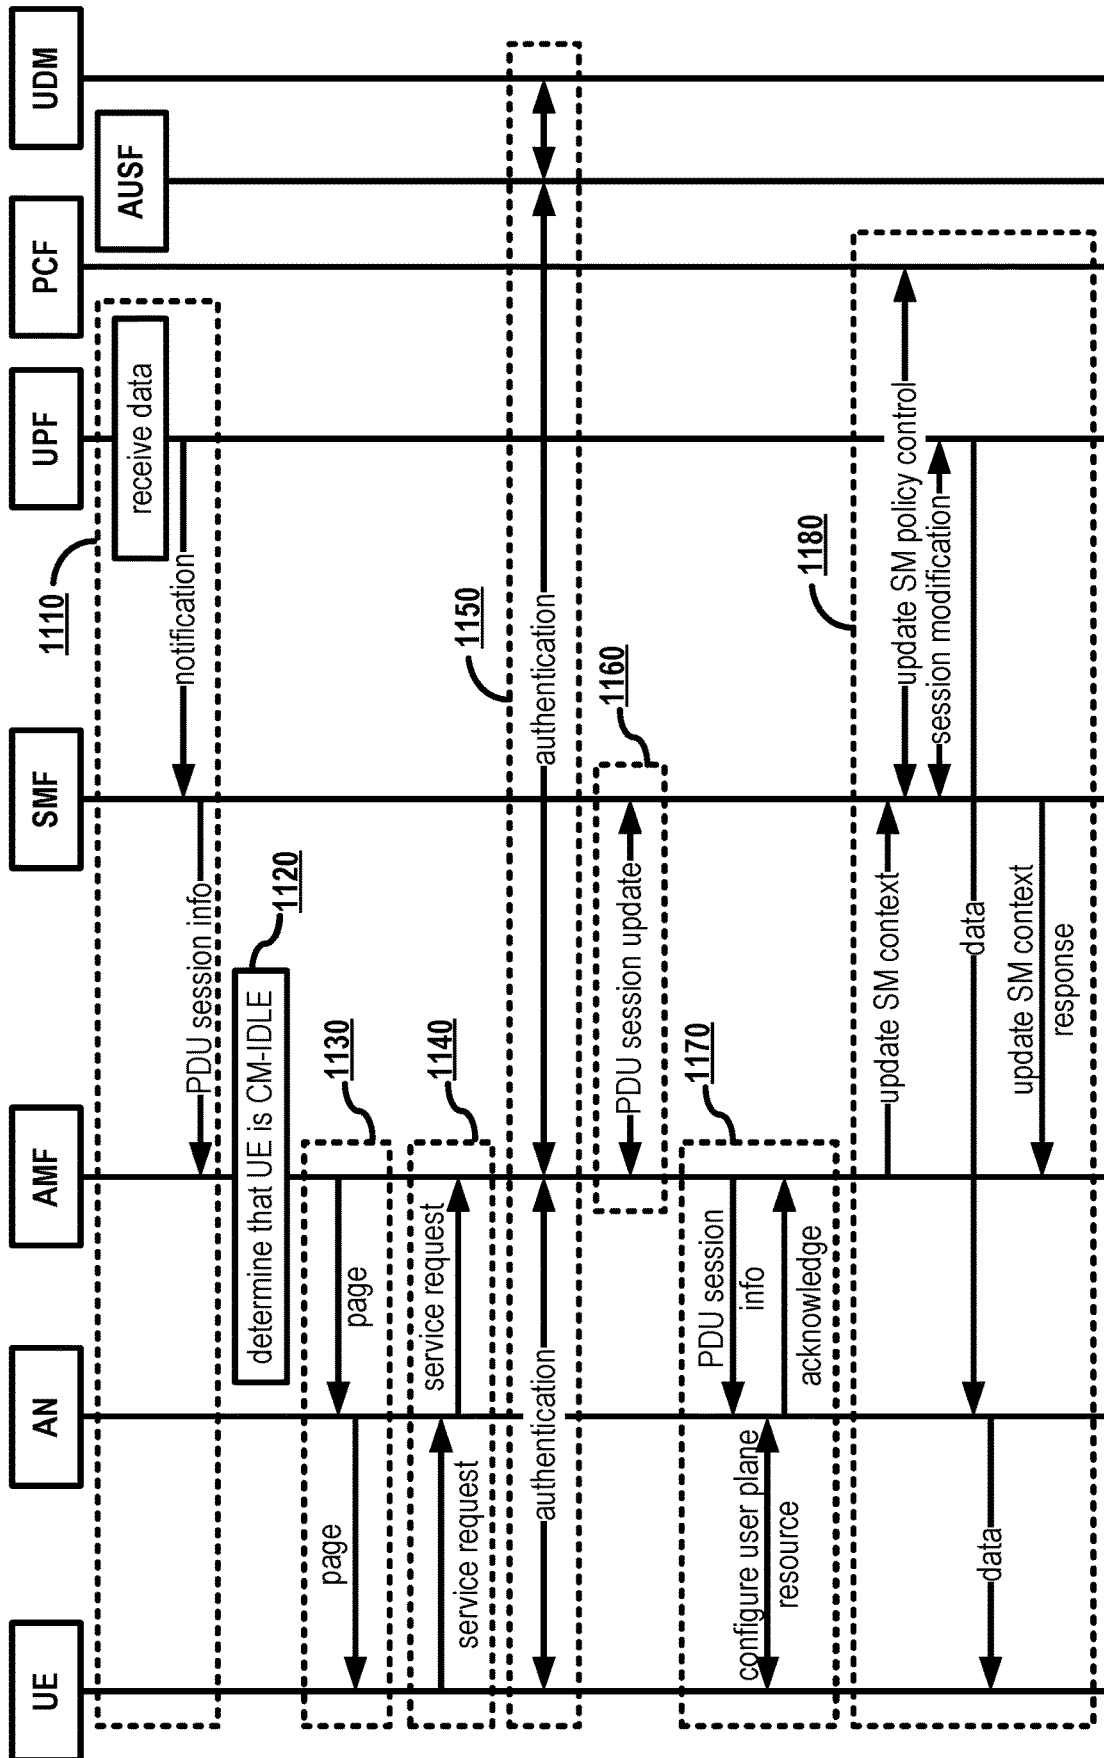 UE
AN
AMF
SMF
UPF
PCF
AUSF
UDM
1110
receive data
notification
PDU session info
determine that UE is CM-IDLE
1120
page
page
1130
service request
service request
1140
authentication
authentication
1150
PDU session update
1160
PDU session
info
configure user plane
resource
acknowledge
1170
1180
update SM context
update SM policy control
session modification
data
data
update SM context
response